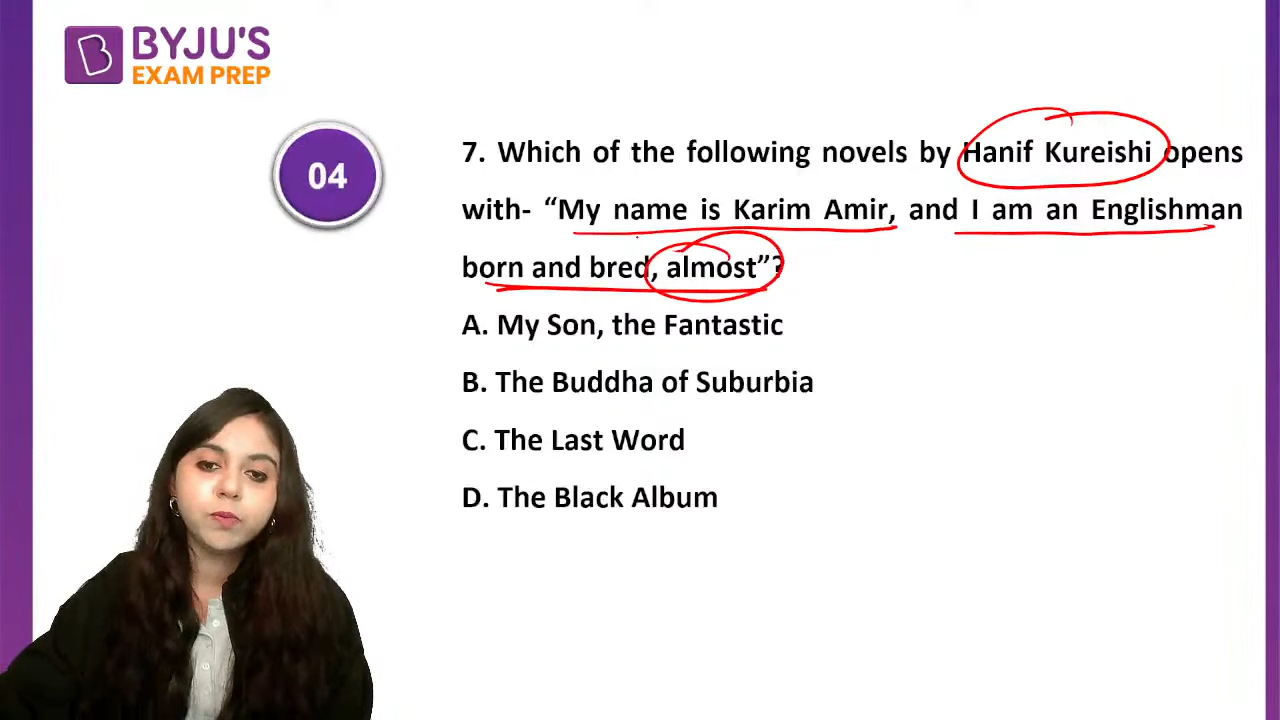 BYJU'S
EXAM PREP
04
7. Which of the following novels by Hanif Kureishi opens
with- “My name is Karim Amir, and I am an Englishman
born and bred, almost”?
A. My Son, the Fantastic
B. The Buddha of Suburbia
C. The Last Word
D. The Black Album